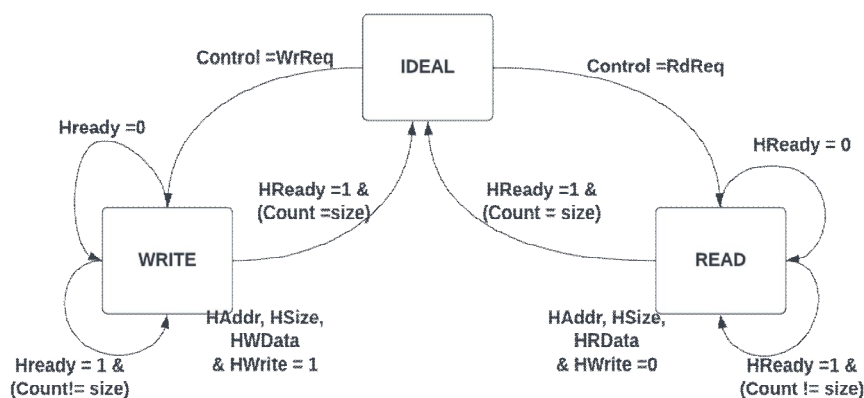 Control =WrReq
IDEAL
Control =RdReq
Hready =0
HReady = 0
HReady =1 &
(Count =size)
HReady =1 &
(Count = size)
WRITE
READ
HAddr, HSize,
HWData
& HWrite = 1
HAddr, HSize,
HRData
& HWrite =0
Hready = 1 &
(Count!= size)
HReady =1 &
(Count != size)